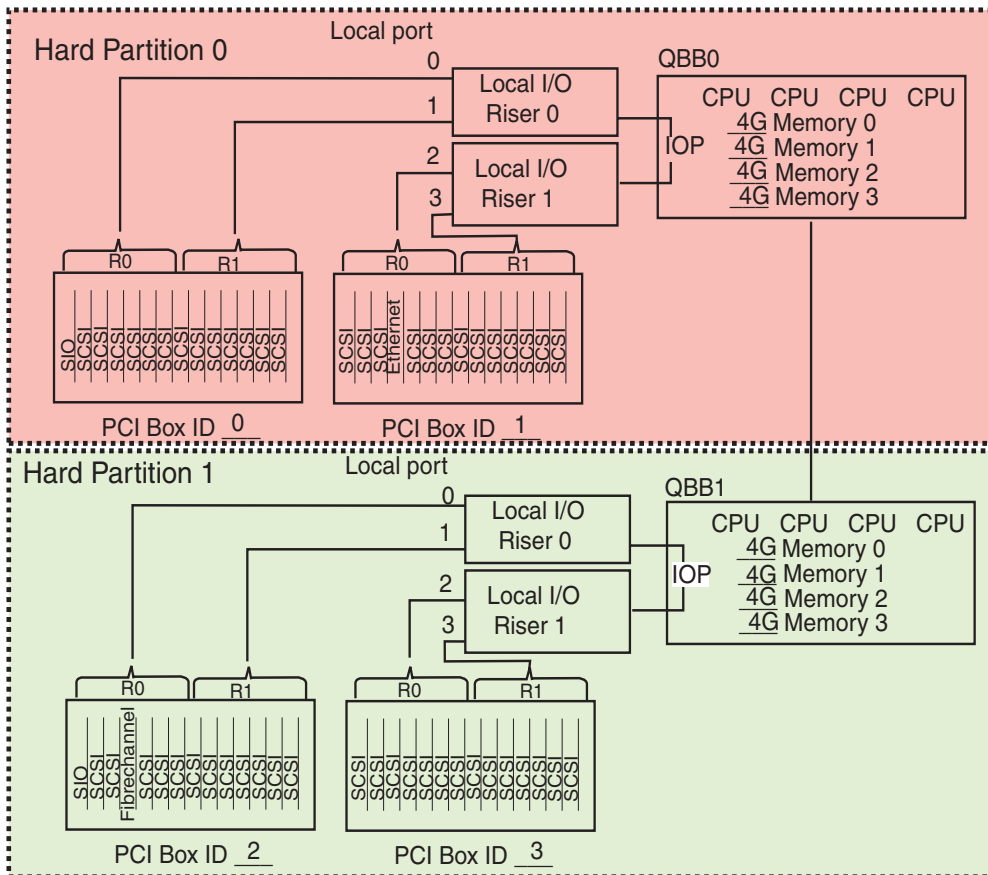 Hard Partition 0
Local port
0
1
2
3
Local I/O
Riser 0
Local I/O
Riser 1
QBB0
CPU CPU CPU CPU
4G Memory 0
4G Memory 1
4G Memory 2
4G Memory 3
IOP
R0 R1
R0 R1
SIO SCSI SCSI SCSI SCSI SCSI SCSI SCSI SCSI SCSI SCSI SCSI SCSI SCSI
SCSI SCSI SCSI Ethernet SCSI SCSI SCSI SCSI SCSI SCSI SCSI SCSI SCSI SCSI
PCI Box ID 0
PCI Box ID 1
Hard Partition 1
Local port
0
1
2
3
Local I/O
Riser 0
Local I/O
Riser 1
QBB1
CPU CPU CPU CPU
4G Memory 0
4G Memory 1
4G Memory 2
4G Memory 3
IOP
R0 R1
R0 R1
SIO SCSI SCSI Fibrechannel SCSI SCSI SCSI SCSI SCSI SCSI SCSI SCSI SCSI SCSI
SCSI SCSI SCSI SCSI SCSI SCSI SCSI SCSI SCSI SCSI SCSI SCSI SCSI SCSI
PCI Box ID 2
PCI Box ID 3